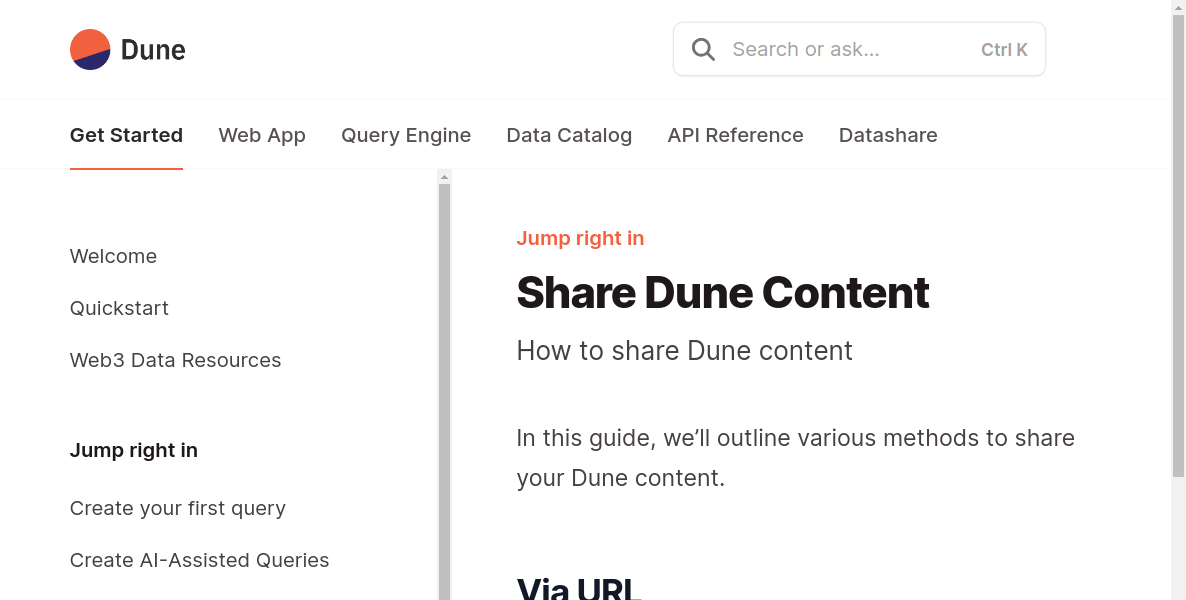 Dune
Search or ask...
Ctrl K
Get Started
Web App
Query Engine
Data Catalog
API Reference
Datashare
Welcome
Quickstart
Web3 Data Resources
Jump right in
Create your first query
Create AI-Assisted Queries
Jump right in
Share Dune Content
How to share Dune content
In this guide, we’ll outline various methods to share
your Dune content.
Via URL